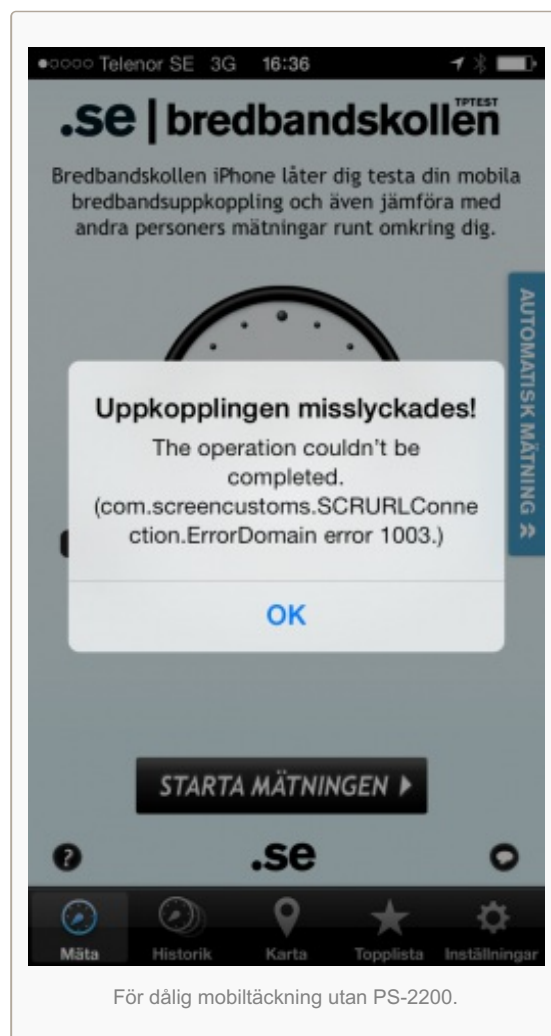 Telenor SE 3G 16:36
.se | bredbandskollen
TPTEST
Bredbandskollen iPhone låter dig testa din mobila
bredbandsuppkoppling och även jämföra med
andra personers mätningar runt omkring dig.
AUTOMATISK MÄTNING
Uppkopplingen misslyckades!
The operation couldn't be
completed.
(com.screencustoms.SCRURLConne
ction.ErrorDomain error 1003.)
OK
STARTA MÄTNINGEN
?
.se
Mäta Historik Karta Topplista Inställningar
För dålig mobiltäckning utan PS-2200.